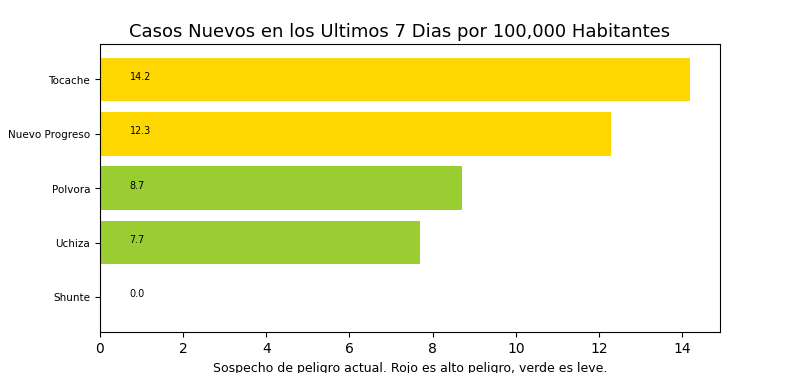 Casos Nuevos en los Ultimos 7 Dias por 100,000 Habitantes
Tocache 14.2
Nuevo Progreso 12.3
Polvora 8.7
Uchiza 7.7
Shunte 0.0
0 2 4 6 8 10 12 14
Sospecho de peligro actual. Rojo es alto peligro, verde es leve.